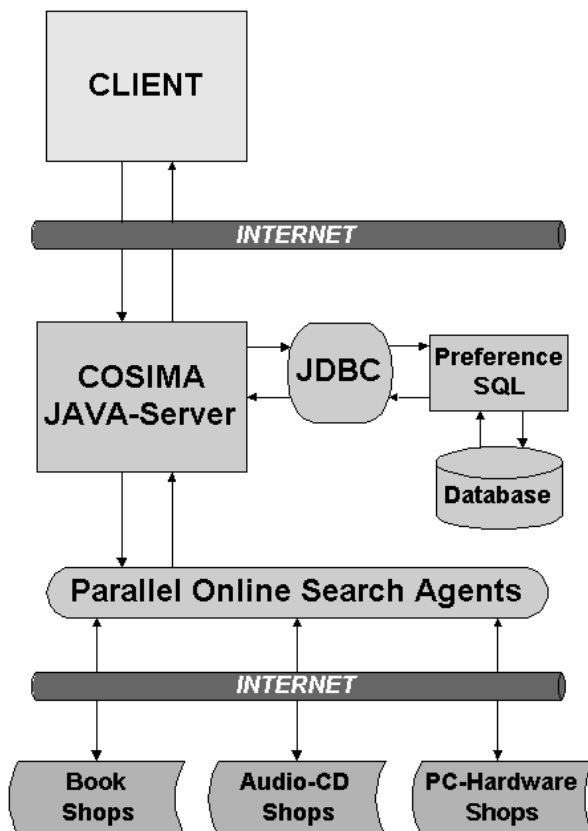 CLIENT
INTERNET
COSIMA
JAVA-Server
JDBC
Preference
SQL
Database
Parallel Online Search Agents
INTERNET
Book
Shops
Audio-CD
Shops
PC-Hardware
Shops